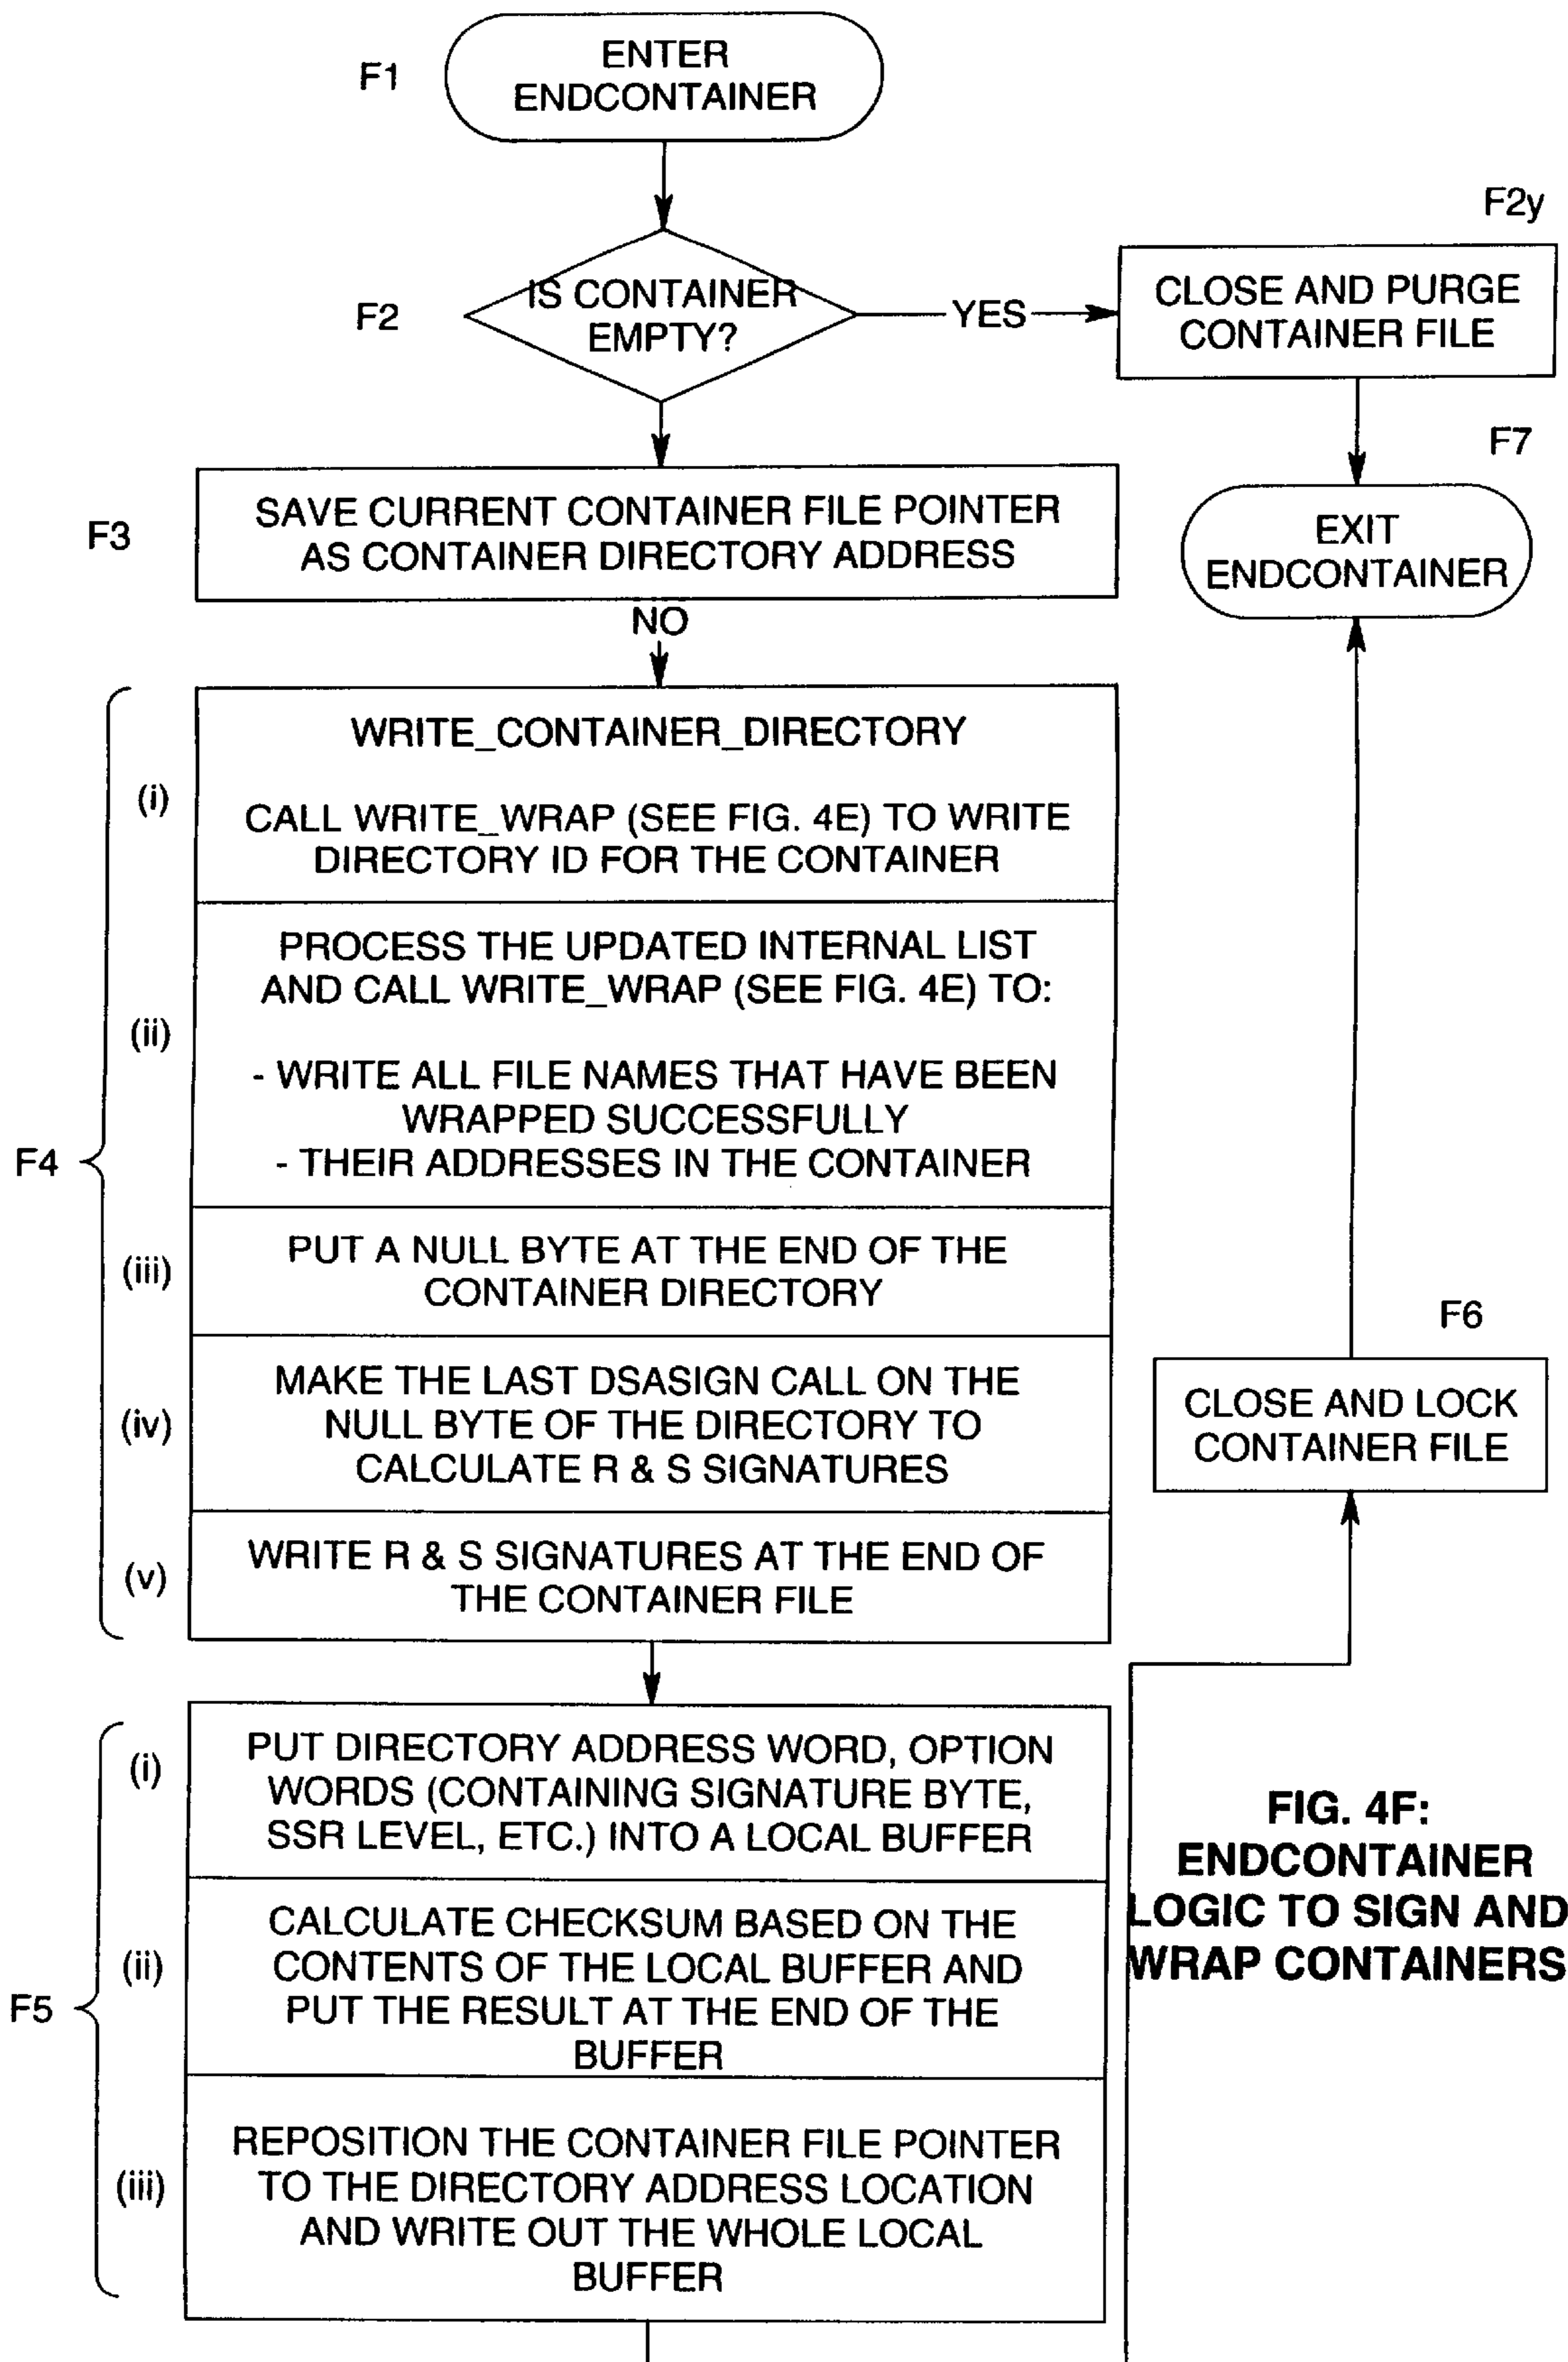 F1
ENTER
ENDCONTAINER
F2
IS CONTAINER
EMPTY?
YES
F2y
CLOSE AND PURGE
CONTAINER FILE
F7
EXIT
ENDCONTAINER
F3
SAVE CURRENT CONTAINER FILE POINTER
AS CONTAINER DIRECTORY ADDRESS
NO
F4
(i)
WRITE_CONTAINER_DIRECTORY
CALL WRITE_WRAP (SEE FIG. 4E) TO WRITE
DIRECTORY ID FOR THE CONTAINER
(ii)
PROCESS THE UPDATED INTERNAL LIST
AND CALL WRITE_WRAP (SEE FIG. 4E) TO:
- WRITE ALL FILE NAMES THAT HAVE BEEN
WRAPPED SUCCESSFULLY
- THEIR ADDRESSES IN THE CONTAINER
(iii)
PUT A NULL BYTE AT THE END OF THE
CONTAINER DIRECTORY
(iv)
MAKE THE LAST DSASIGN CALL ON THE
NULL BYTE OF THE DIRECTORY TO
CALCULATE R & S SIGNATURES
(v)
WRITE R & S SIGNATURES AT THE END OF
THE CONTAINER FILE
F5
(i)
PUT DIRECTORY ADDRESS WORD, OPTION
WORDS (CONTAINING SIGNATURE BYTE,
SSR LEVEL, ETC.) INTO A LOCAL BUFFER
(ii)
CALCULATE CHECKSUM BASED ON THE
CONTENTS OF THE LOCAL BUFFER AND
PUT THE RESULT AT THE END OF THE
BUFFER
(iii)
REPOSITION THE CONTAINER FILE POINTER
TO THE DIRECTORY ADDRESS LOCATION
AND WRITE OUT THE WHOLE LOCAL
BUFFER
F6
CLOSE AND LOCK
CONTAINER FILE
FIG. 4F:
ENDCONTAINER
LOGIC TO SIGN AND
WRAP CONTAINERS